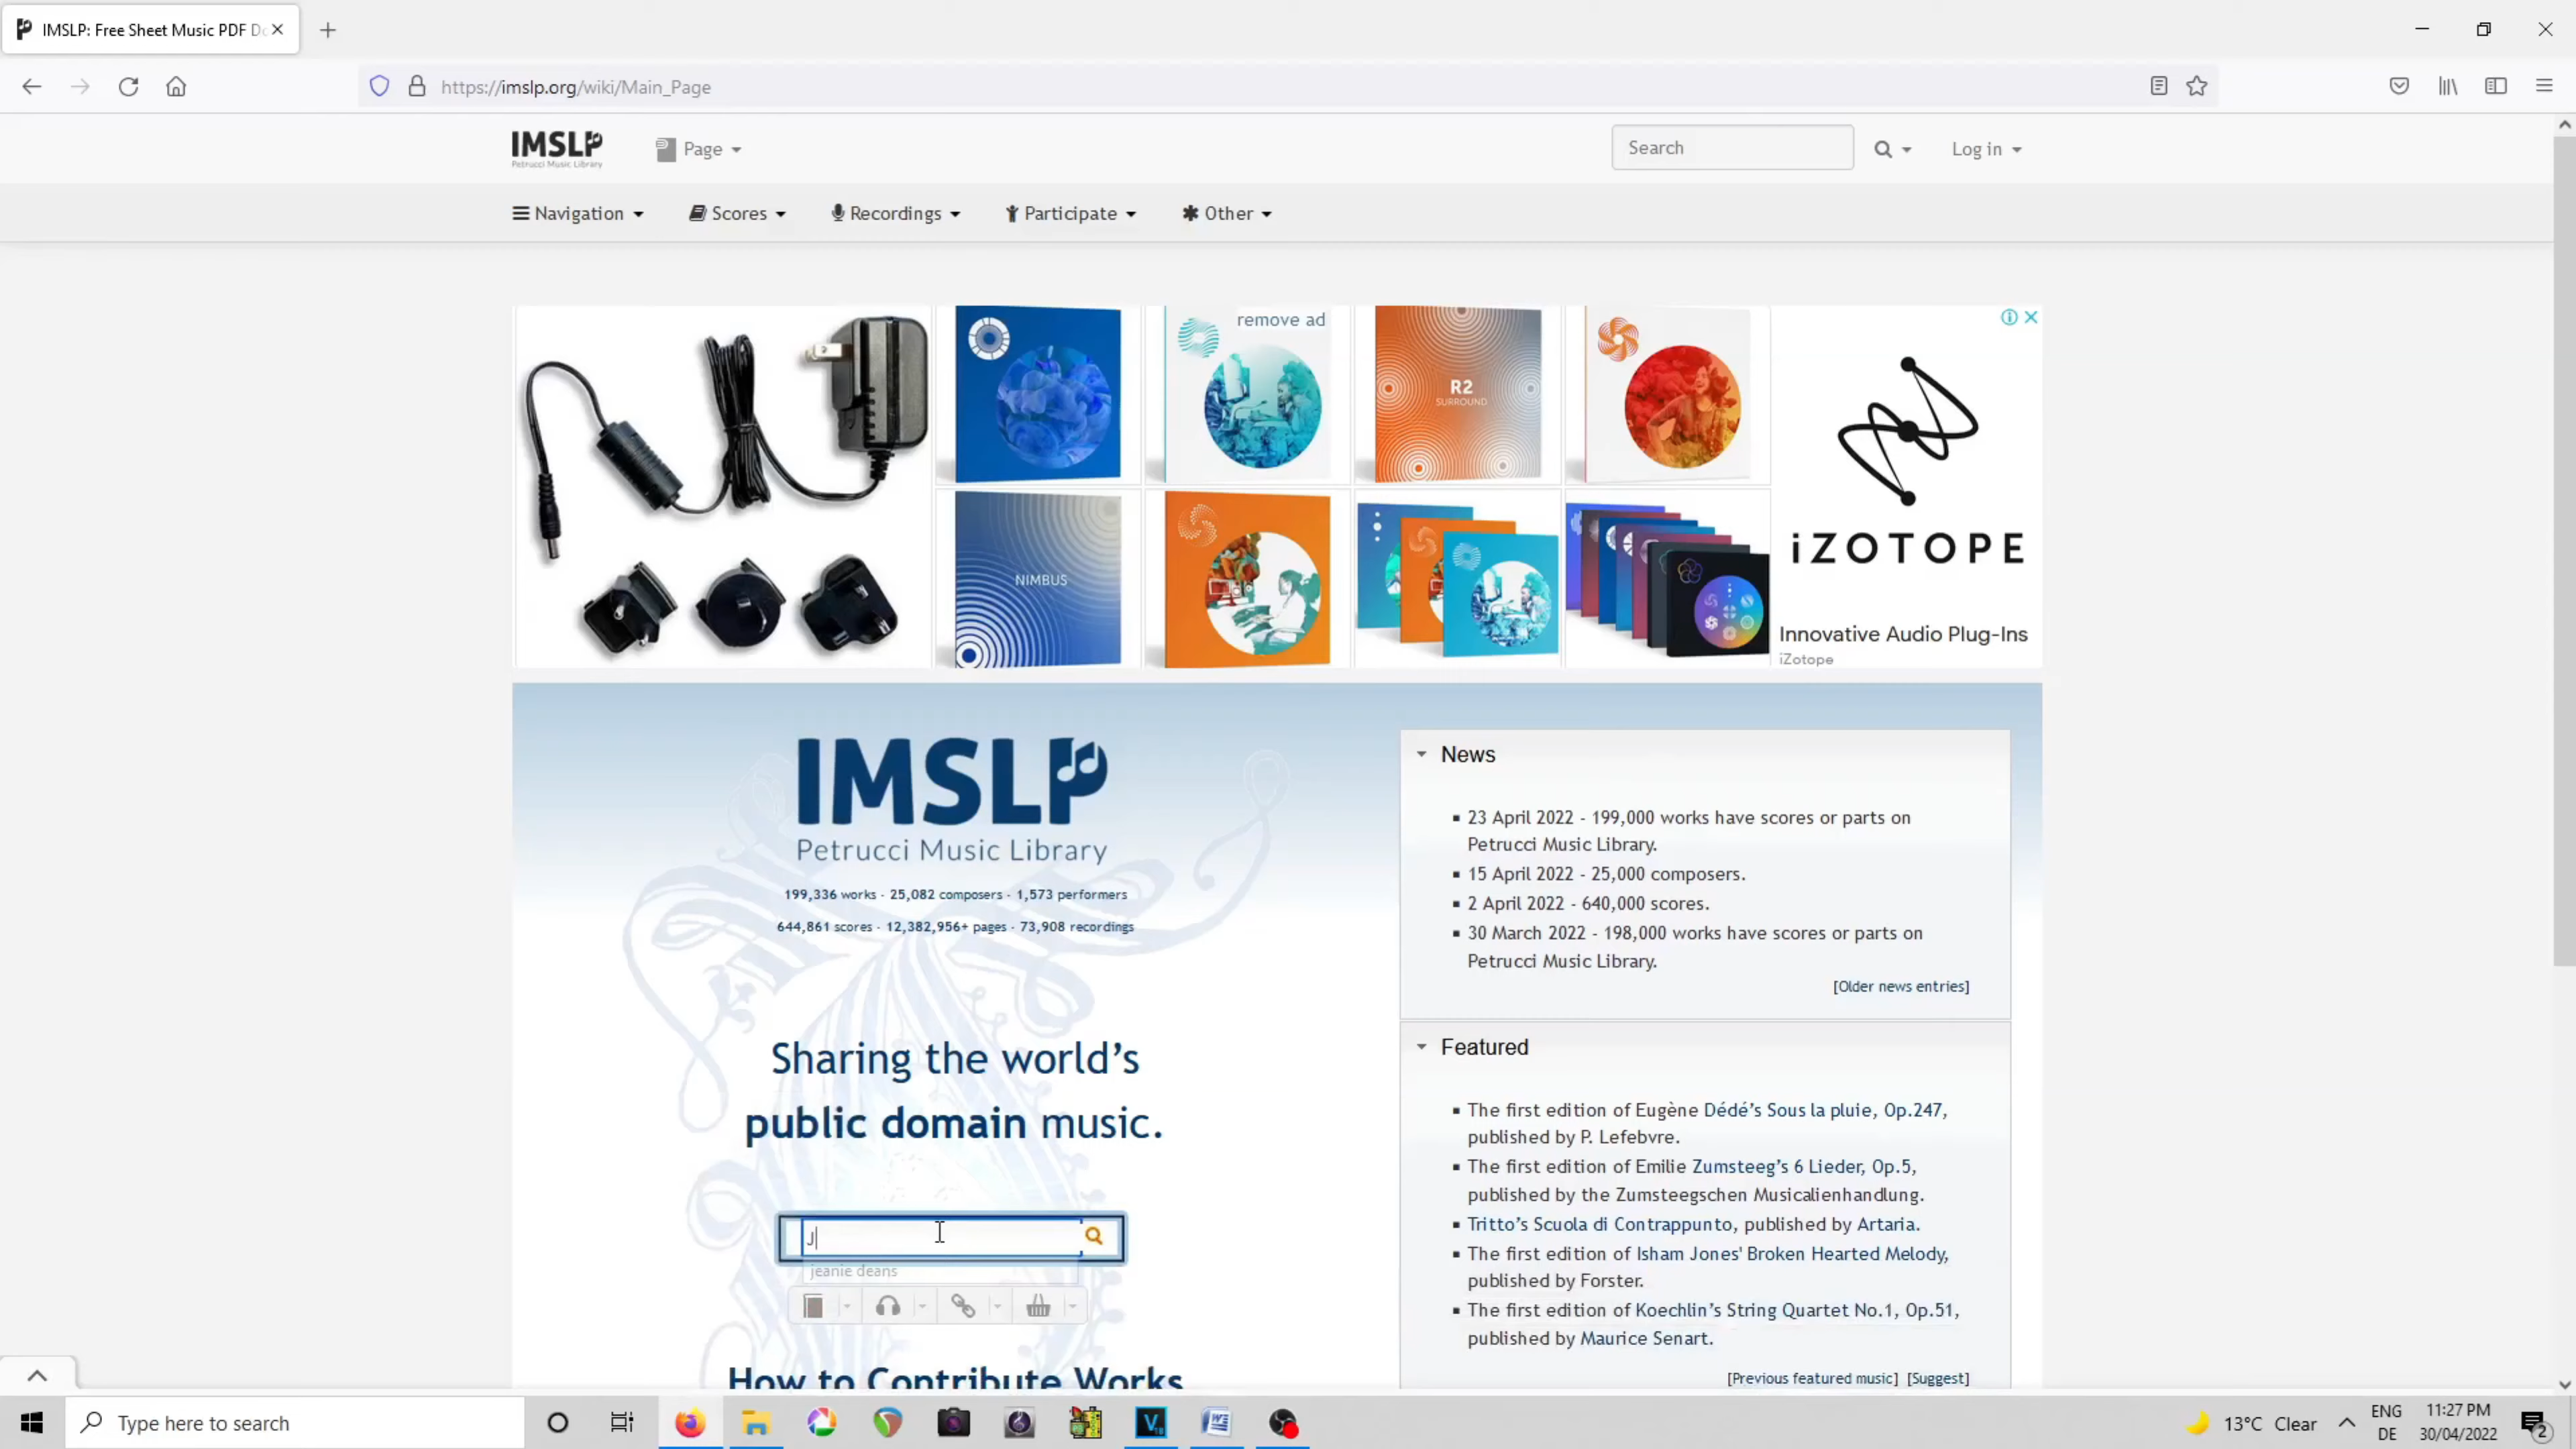 IMSLP: Free Sheet Music PDF Do
https://imslp.org/wiki/Main_Page
IMSLP
Petrucci Music Library
Page
Search
Log in
Navigation
Scores
Recordings
Participate
Other
remove ad
R2
SURROUND
NIMBUS
iZOTOPE
Innovative Audio Plug-Ins
iZotope
IMSLP
Petrucci Music Library
199,336 works - 25,082 composers - 1,573 performers
644,861 scores - 12,382,956+ pages - 73,908 recordings
Sharing the world's
public domain music.
J
jeanie deans
How to Contribute Works
News
23 April 2022 - 199,000 works have scores or parts on
Petrucci Music Library.
15 April 2022 - 25,000 composers.
2 April 2022 - 640,000 scores.
30 March 2022 - 198,000 works have scores or parts on
Petrucci Music Library.
[Older news entries]
Featured
The first edition of Eugène Dédé's Sous la pluie, Op.247,
published by P. Lefebvre.
The first edition of Emilie Zumsteeg's 6 Lieder, Op.5,
published by the Zumsteegschen Musicalienhandlung.
Tritto's Scuola di Contrappunto, published by Artaria.
The first edition of Isham Jones' Broken Hearted Melody,
published by Forster.
The first edition of Koechlin's String Quartet No.1, Op.51,
published by Maurice Senart.
[Previous featured music] [Suggest]
Type here to search
13°C Clear
ENG
DE
11:27 PM
30/04/2022
2